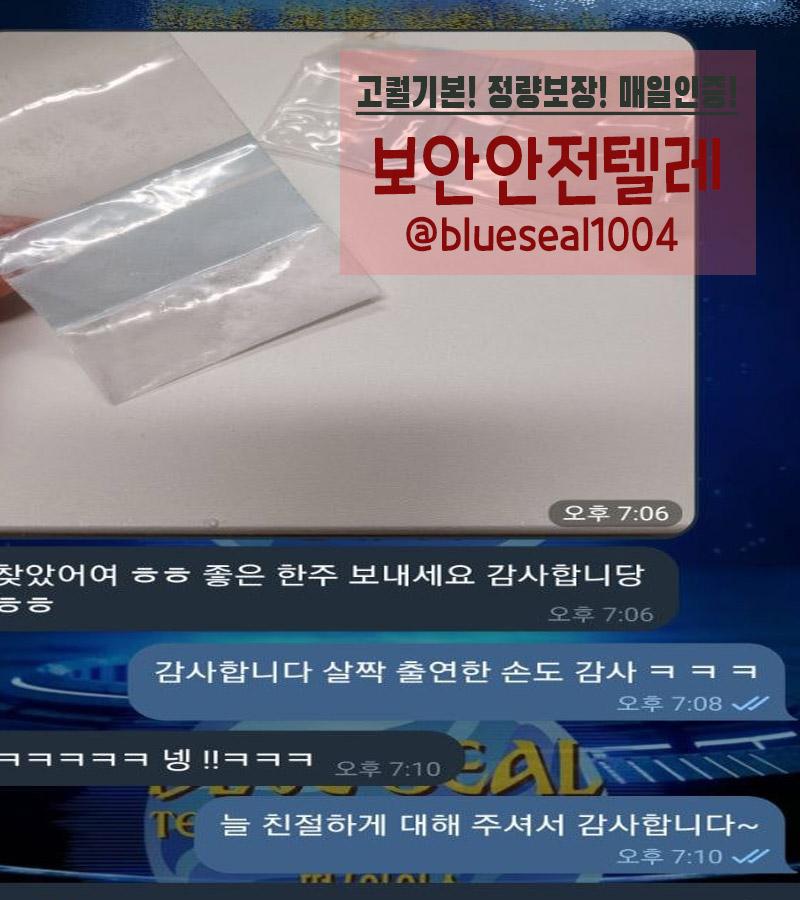 고퀄기본! 정량보장! 매일인증!
보안안전텔레
@blueseal1004
오후 7:06
찾았어여 ㅎㅎ 좋은 한주 보내세요 감사합니당
ㅎㅎ
오후 7:06
감사합니다 살짝 출연한 손도 감사 ㅋ ㅋ ㅋ
오후 7:08
ㅋㅋㅋㅋㅋ 넹 !!ㅋㅋㅋ
오후 7:10
SEAL
TE
늘 친절하게 대해 주셔서 감사합니다~
오후 7:10